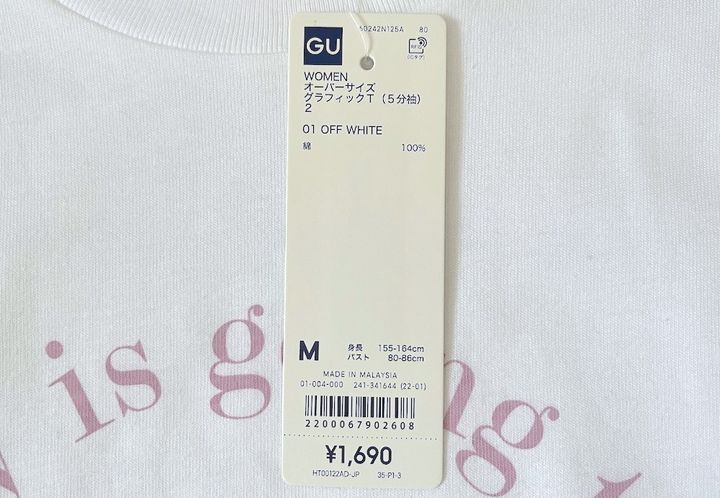 GU
60242N125A 80
RFID
(ICタグ)
WOMEN
オーバーサイズ
グラフィックT（5分袖）
2
01 OFF WHITE
綿 100%
M 身長 155-164cm
バスト 80-86cm
MADE IN MALAYSIA
01-004-000 241-341644 (22-01)
2200067902608
¥1,690
HT00122AD-JP 35-P1-3
is